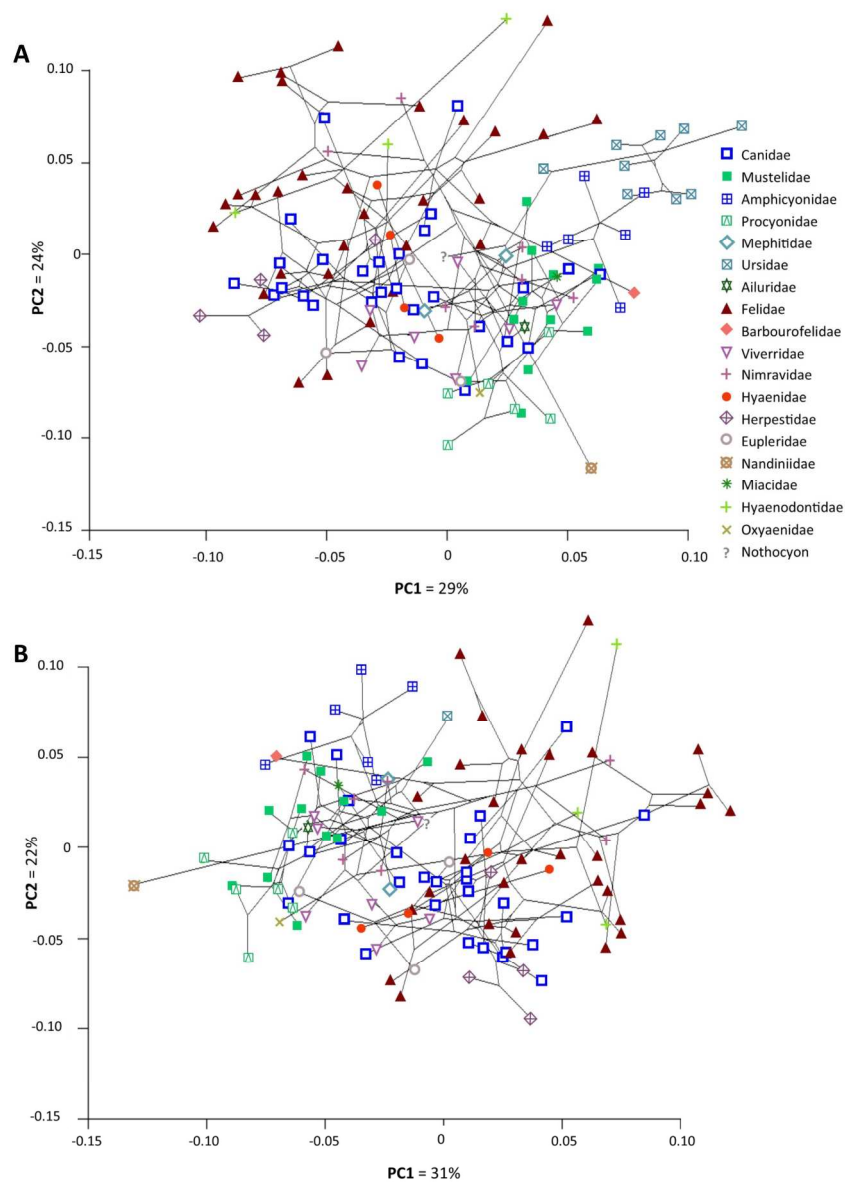 A
0.10
0.05
0
-0.05
-0.10
-0.15
PC2 = 24%
-0.15
-0.10
-0.05
0
0.05
0.10
PC1 = 29%
?
Canidae
Mustelidae
Amphicyonidae
Procyonidae
Mephitidae
Ursidae
Ailuridae
Felidae
Barbourofelidae
Viverridae
Nimravidae
Hyaenidae
Herpestidae
Eupleridae
Nandiniidae
Miacidae
Hyaenodontidae
Oxyaenidae
? Nothocyon
B
0.10
0.05
0
-0.05
-0.10
-0.15
PC2 = 22%
?
-0.15
-0.10
-0.05
0
0.05
0.10
PC1 = 31%